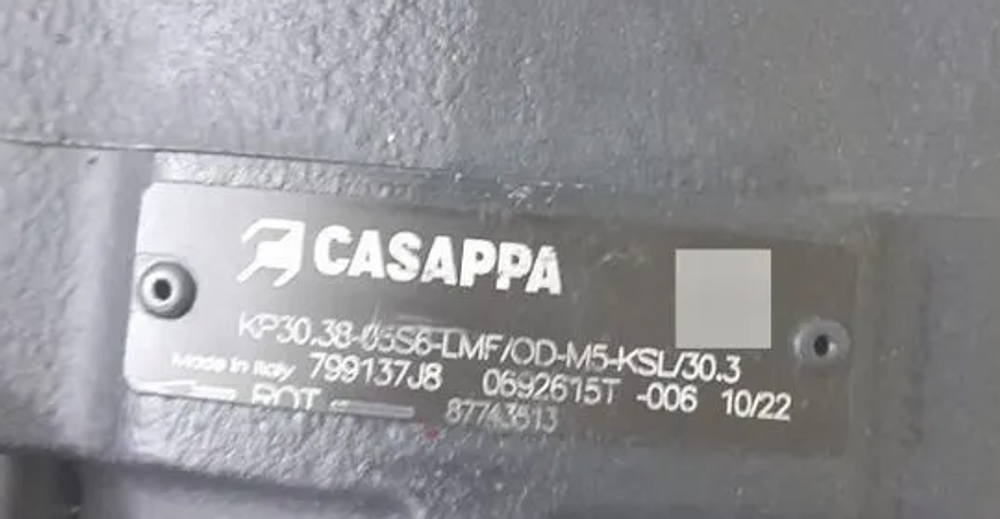 CASAPPA
KP30.38-05S6-LMF/OD-M5-KSL/30.3
Made in Italy 799137J8 0692615T -006 10/22
ROT 87743613